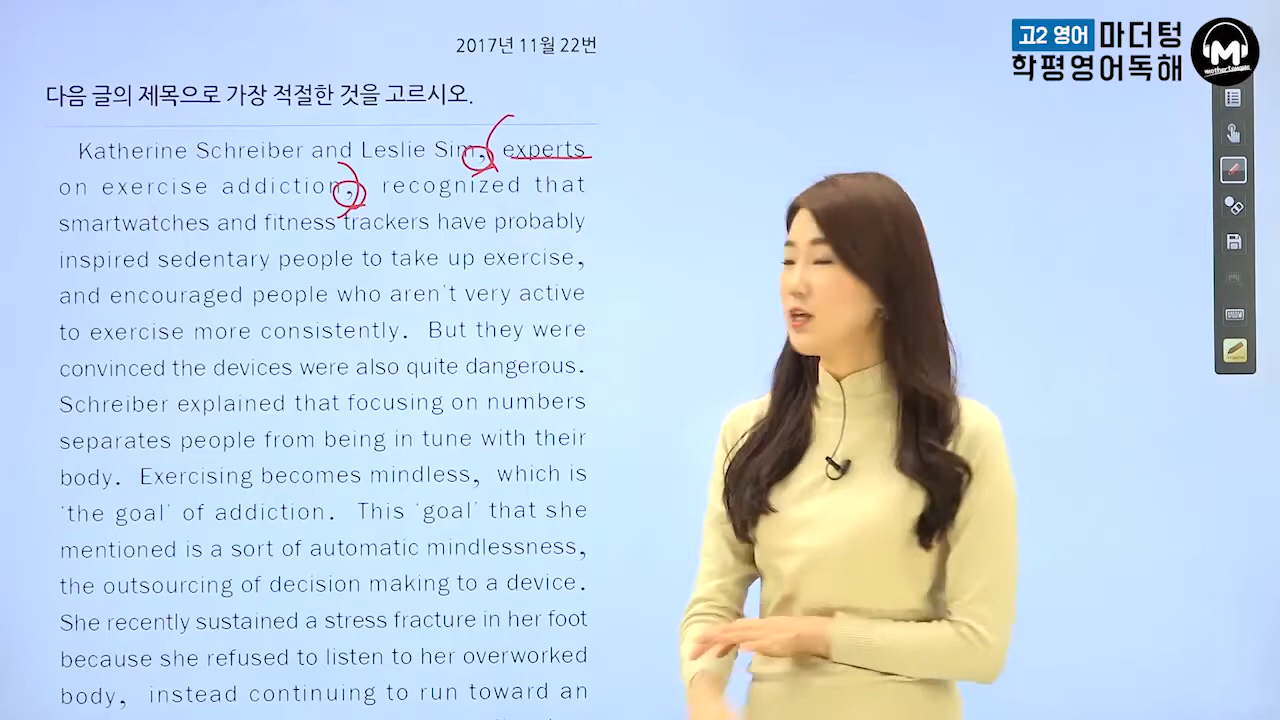 2017년 11월 22번
고2 영어 마더텅
학평영어독해
mothertongue
다음 글의 제목으로 가장 적절한 것을 고르시오.
Katherine Schreiber and Leslie Sim, experts
on exercise addiction, recognized that
smartwatches and fitness trackers have probably
inspired sedentary people to take up exercise,
and encouraged people who aren't very active
to exercise more consistently. But they were
convinced the devices were also quite dangerous.
Schreiber explained that focusing on numbers
separates people from being in tune with their
body. Exercising becomes mindless, which is
'the goal' of addiction. This 'goal' that she
mentioned is a sort of automatic mindlessness,
the outsourcing of decision making to a device.
She recently sustained a stress fracture in her foot
because she refused to listen to her overworked
body, instead continuing to run toward an